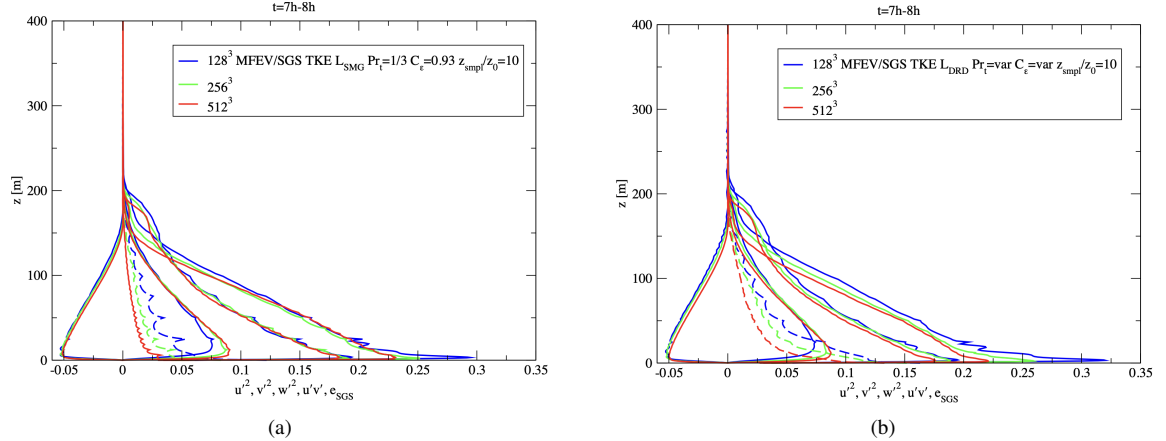 t=7h-8h
400
300
200
100
0
z [m]
128³ MFEV/SGS TKE L_SMG Pr_t=1/3 C_ε=0.93 z_smpl/z_0=10
256³
512³
-0.05 0 0.05 0.1 0.15 0.2 0.25 0.3 0.35
u'², v'², w'², u'v', e_SGS
(a)
t=7h-8h
400
300
200
100
0
z [m]
128³ MFEV/SGS TKE L_DRD Pr_t=var C_ε=var z_smpl/z_0=10
256³
512³
-0.05 0 0.05 0.1 0.15 0.2 0.25 0.3 0.35
u'², v'², w'², u'v', e_SGS
(b)